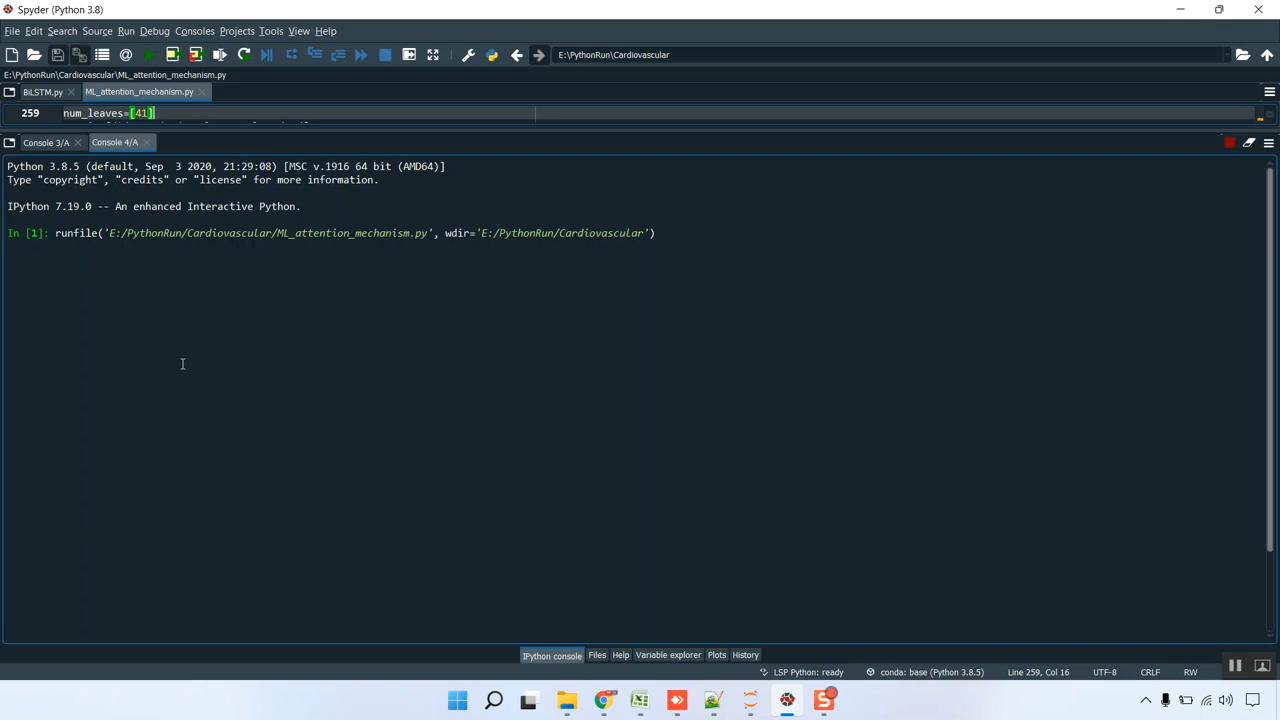 Spyder (Python 3.8)
File Edit Search Source Run Debug Consoles Projects Tools View Help
E:\PythonRun\Cardiovascular
E:\PythonRun\Cardiovascular\ML_attention_mechanism.py
BiLSTM.py ML_attention_mechanism.py
259 num_leaves=[41]
Console 3/A Console 4/A
Python 3.8.5 (default, Sep  3 2020, 21:29:08) [MSC v.1916 64 bit (AMD64)]
Type "copyright", "credits" or "license" for more information.
IPython 7.19.0 -- An enhanced Interactive Python.
In [1]: runfile('E:/PythonRun/Cardiovascular/ML_attention_mechanism.py', wdir='E:/PythonRun/Cardiovascular')
IPython console Files Help Variable explorer Plots History
LSP Python: ready conda: base (Python 3.8.5) Line 259, Col 16 UTF-8 CRLF RW